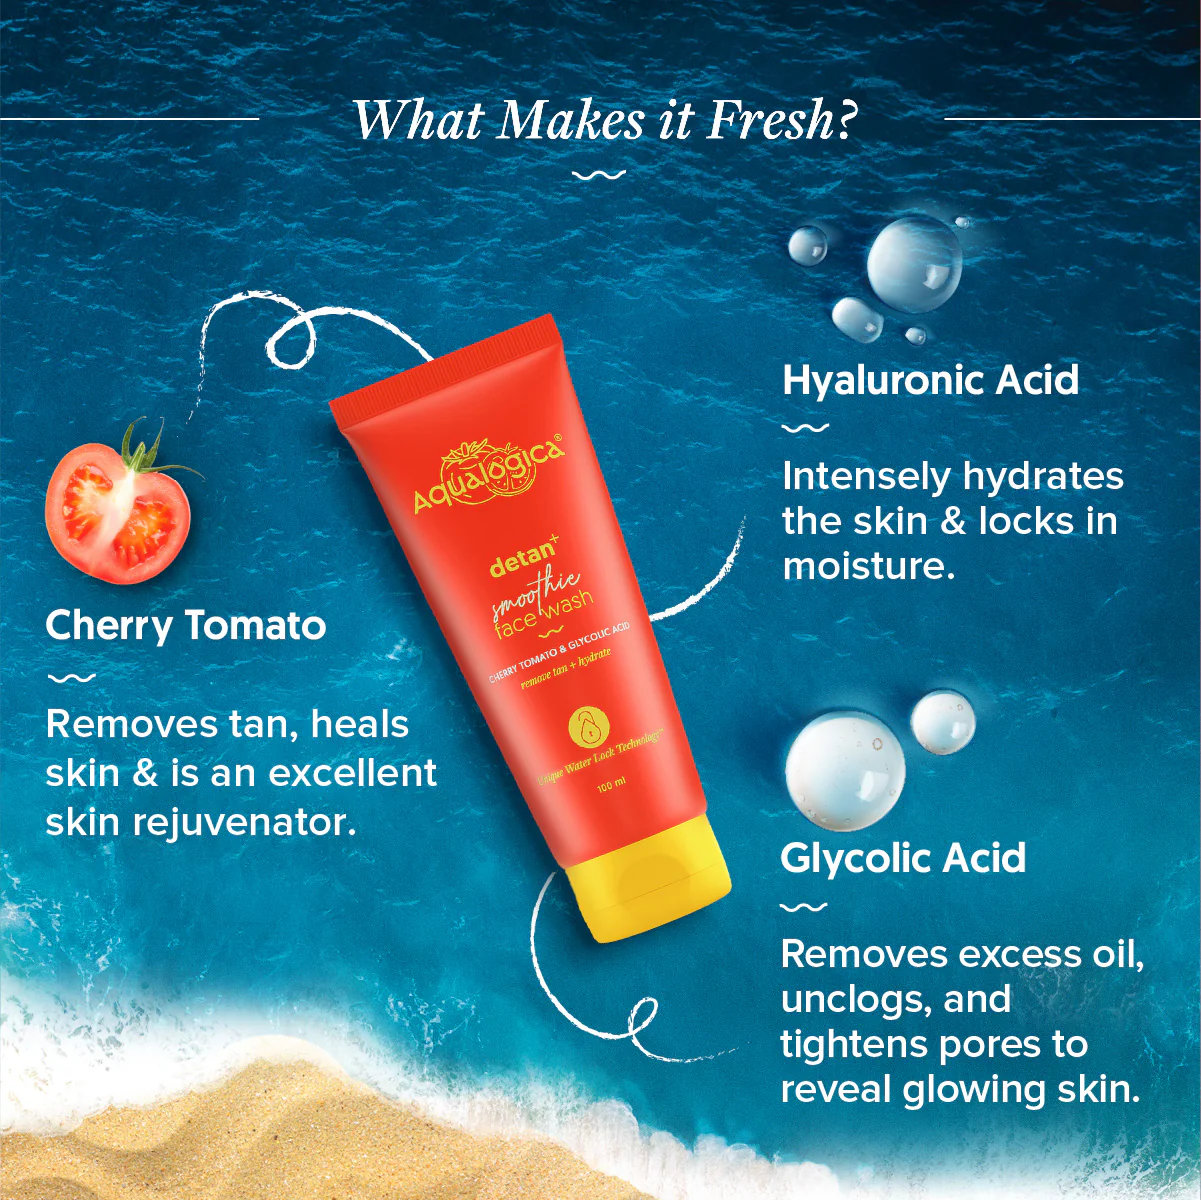 What Makes it Fresh?
Aqualogica®
detan+
smoothie
face wash
CHERRY TOMATO & GLYCOLIC ACID
remove tan + hydrate
Unique Water Lock Technology™
100 ml
Cherry Tomato
Removes tan, heals
skin & is an excellent
skin rejuvenator.
Hyaluronic Acid
Intensely hydrates
the skin & locks in
moisture.
Glycolic Acid
Removes excess oil,
unclogs, and
tightens pores to
reveal glowing skin.